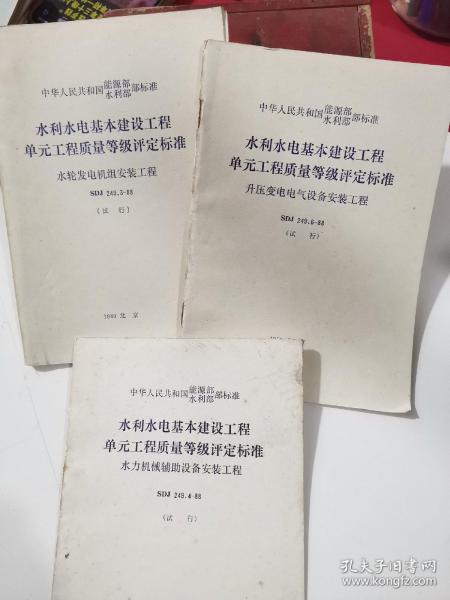 中华人民共和国能源部水利部部标准
水利水电基本建设工程
单元工程质量等级评定标准
水轮发电机组安装工程
SDJ 249.3-88
(试行)
1989 北京
中华人民共和国能源部水利部部标准
水利水电基本建设工程
单元工程质量等级评定标准
升压变电电气设备安装工程
SDJ 249.6-88
(试 行)
中华人民共和国能源部水利部部标准
水利水电基本建设工程
单元工程质量等级评定标准
水力机械辅助设备安装工程
SDJ 249.4-88
(试 行)
孔夫子旧书网
www.kongfz.com